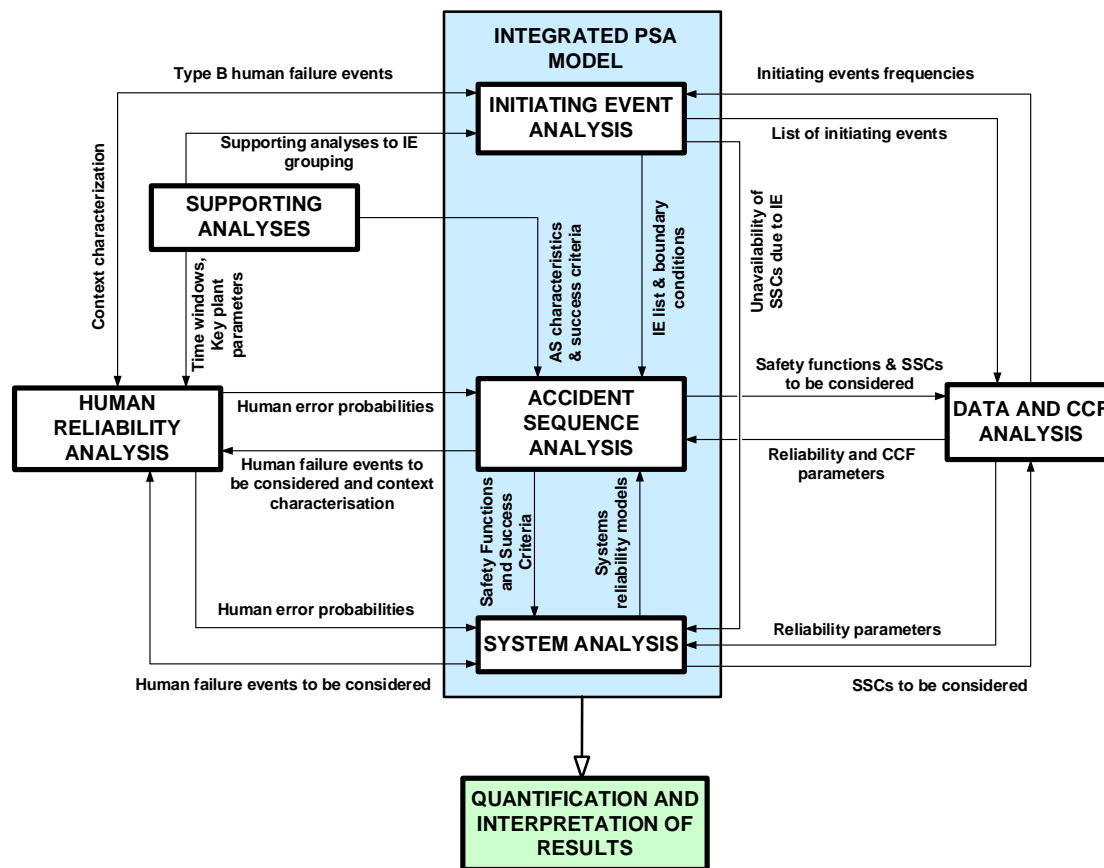 INTEGRATED PSA
MODEL
Type B human failure events
Initiating events frequencies
INITIATING EVENT
ANALYSIS
List of initiating events
Supporting analyses to IE
grouping
SUPPORTING
ANALYSES
Context characterization
Time windows,
Key plant
parameters
AS characteristics
& success criteria
IE list & boundary
conditions
Unavailability of
SSCs due to IE
Safety functions & SSCs
to be considered
HUMAN
RELIABILITY
ANALYSIS
Human error probabilities
ACCIDENT
SEQUENCE
ANALYSIS
DATA AND CCF
ANALYSIS
Human failure events to
be considered and context
characterisation
Reliability and CCF
parameters
Safety Functions
and Success
Criteria
Systems
reliability models
Human error probabilities
SYSTEM ANALYSIS
Reliability parameters
Human failure events to be considered
SSCs to be considered
QUANTIFICATION AND
INTERPRETATION OF
RESULTS